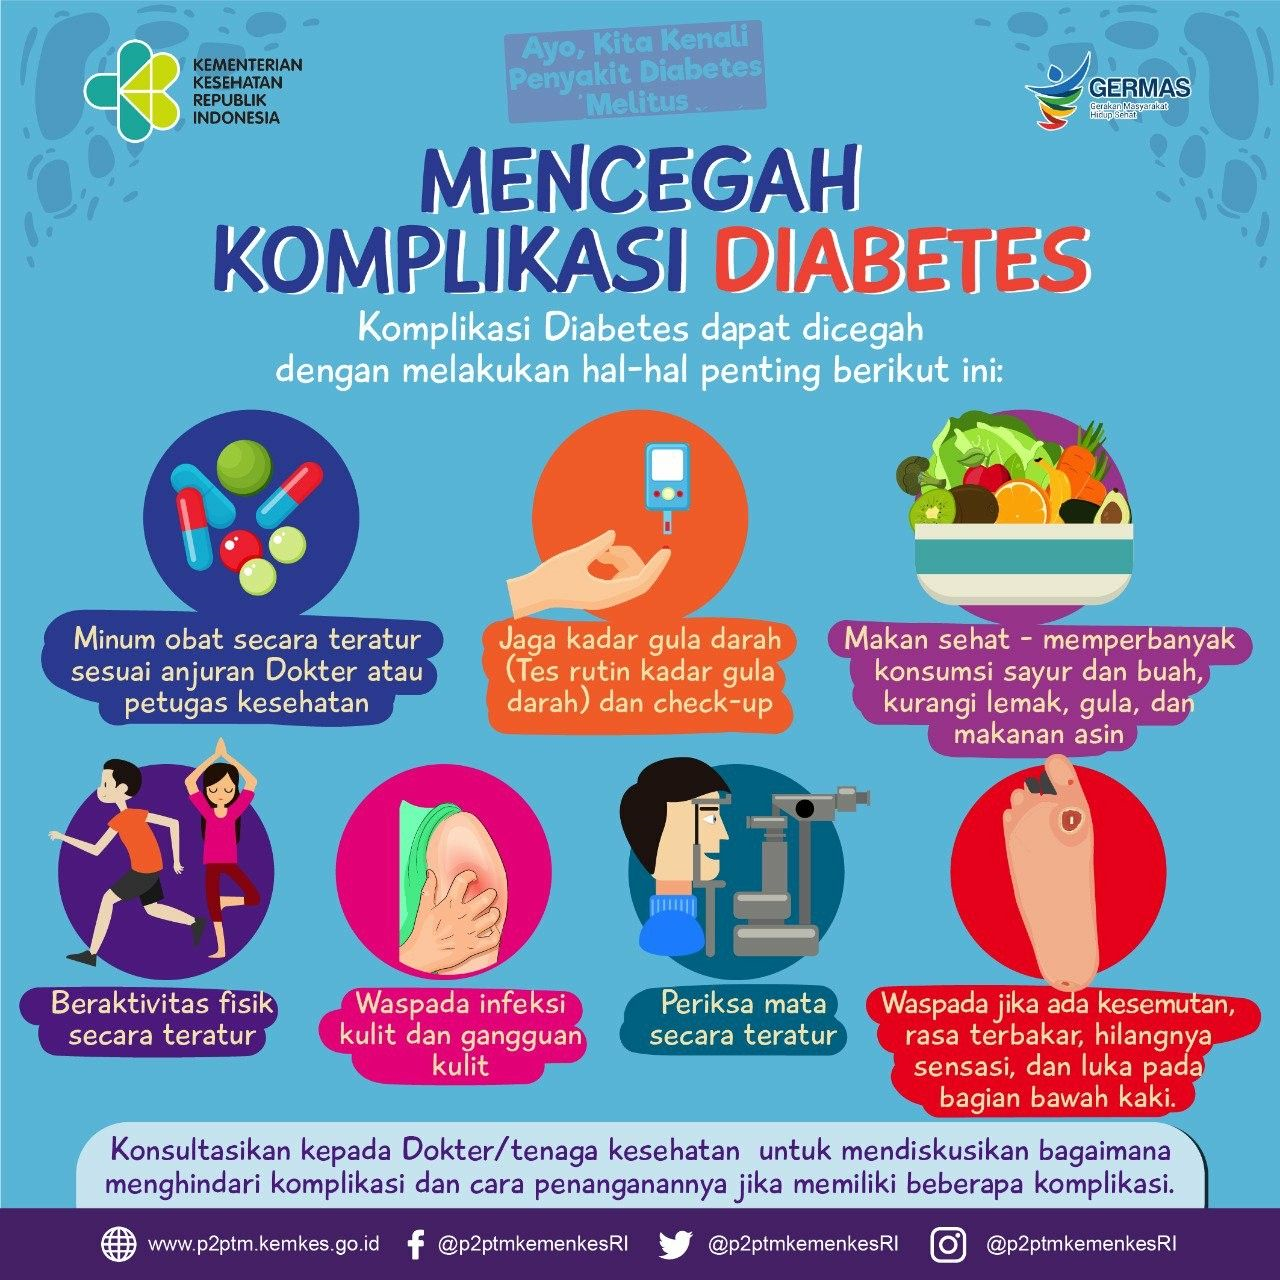 KEMENTERIAN
KESEHATAN
REPUBLIK
INDONESIA
Ayo, Kita Kenali
Penyakit Diabetes
Melitus
GERMAS
Gerakan Masyarakat
Hidup Sehat
MENCEGAH
KOMPLIKASI DIABETES
Komplikasi Diabetes dapat dicegah
dengan melakukan hal-hal penting berikut ini:
Minum obat secara teratur
sesuai anjuran Dokter atau
petugas kesehatan
Jaga kadar gula darah
(Tes rutin kadar gula
darah) dan check-up
Makan sehat - memperbanyak
konsumsi sayur dan buah,
kurangi lemak, gula, dan
makanan asin
Beraktivitas fisik
secara teratur
Waspada infeksi
kulit dan gangguan
kulit
Periksa mata
secara teratur
Waspada jika ada kesemutan,
rasa terbakar, hilangnya
sensasi, dan luka pada
bagian bawah kaki.
Konsultasikan kepada Dokter/tenaga kesehatan untuk mendiskusikan bagaimana
menghindari komplikasi dan cara penanganannya jika memiliki beberapa komplikasi.
www.p2ptm.kemkes.go.id
@p2ptmkemenkesRI
@p2ptmkemenkesRI
@p2ptmkemenkesRI